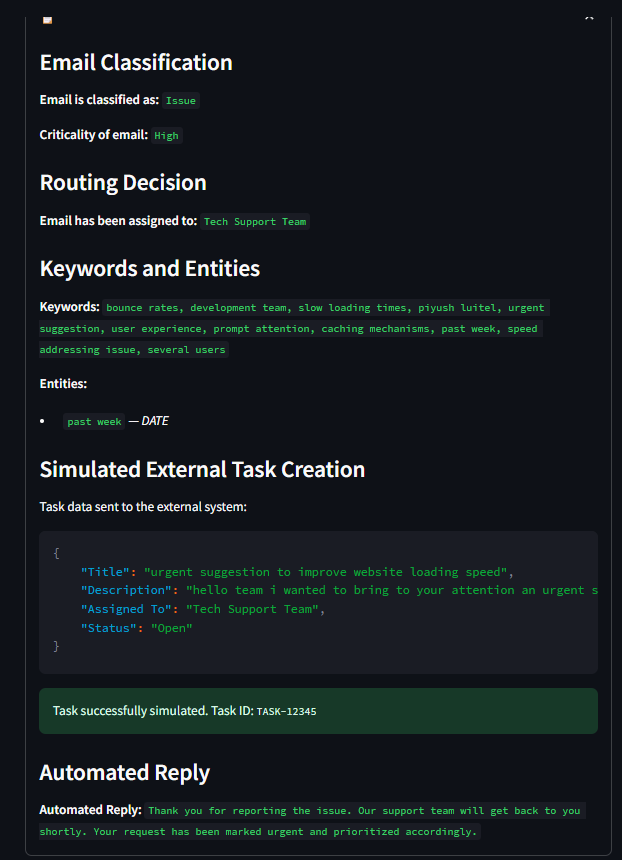 Email Classification
Email is classified as: Issue
Criticality of email: High
Routing Decision
Email has been assigned to: Tech Support Team
Keywords and Entities
Keywords: bounce rates, development team, slow loading times, piyush luitel, urgent
suggestion, user experience, prompt attention, caching mechanisms, past week, speed
addressing issue, several users
Entities:
• past week — DATE
Simulated External Task Creation
Task data sent to the external system:
{
"Title": "urgent suggestion to improve website loading speed",
"Description": "hello team i wanted to bring to your attention an urgent s
"Assigned To": "Tech Support Team",
"Status": "Open"
}
Task successfully simulated. Task ID: TASK-12345
Automated Reply
Automated Reply: Thank you for reporting the issue. Our support team will get back to you
shortly. Your request has been marked urgent and prioritized accordingly.